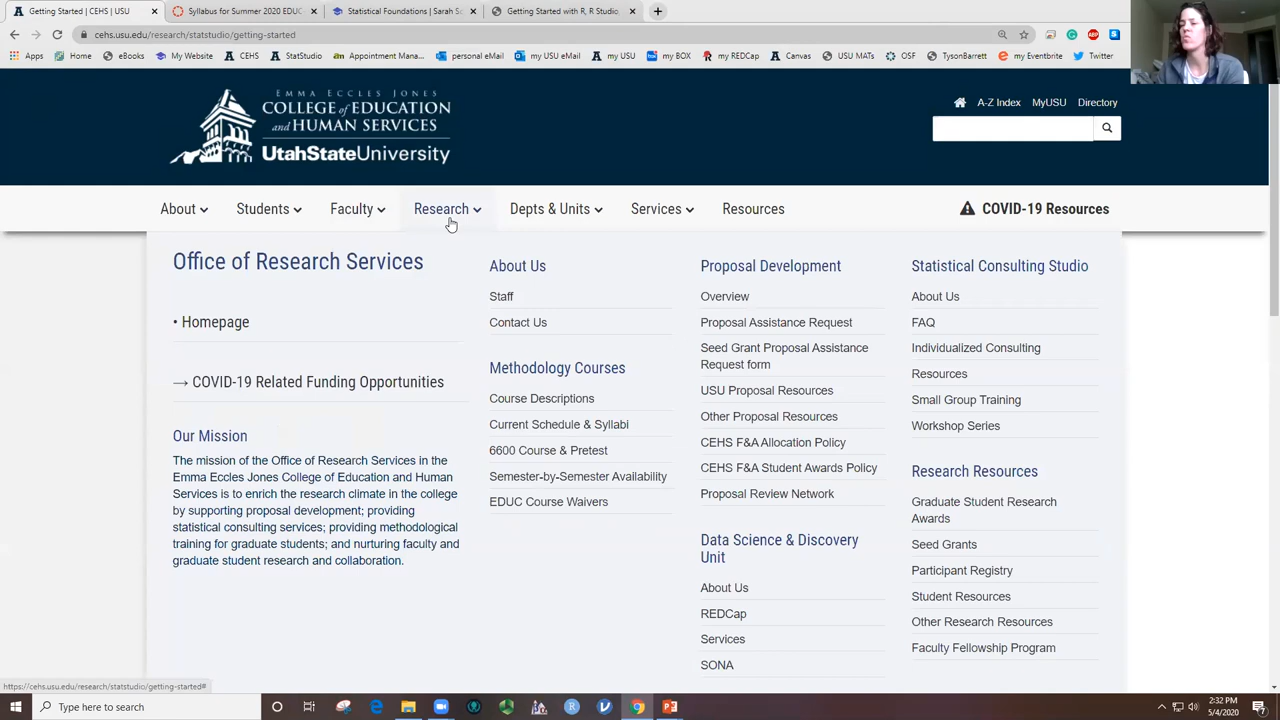 Getting Started | CEHS | USU
Syllabus for Summer 2020 EDUC
Statistical Foundations | Sarah S
Getting Started with R, R Studio,
cehs.usu.edu/research/statstudio/getting-started
Apps
Home
eBooks
My Website
CEHS
StatStudio
Appointment Mana...
personal eMail
my USU eMail
my USU
my BOX
my REDCap
Canvas
USU MATs
OSF
TysonBarrett
my Eventbrite
Twitter
EMMA ECCLES JONES
COLLEGE of EDUCATION
and HUMAN SERVICES
UtahStateUniversity
A-Z Index
MyUSU
Directory
About
Students
Faculty
Research
Depts & Units
Services
Resources
COVID-19 Resources
Office of Research Services
• Homepage
→ COVID-19 Related Funding Opportunities
Our Mission
The mission of the Office of Research Services in the
Emma Eccles Jones College of Education and Human
Services is to enrich the research climate in the college
by supporting proposal development; providing
statistical consulting services; providing methodological
training for graduate students; and nurturing faculty and
graduate student research and collaboration.
About Us
Staff
Contact Us
Methodology Courses
Course Descriptions
Current Schedule & Syllabi
6600 Course & Pretest
Semester-by-Semester Availability
EDUC Course Waivers
Proposal Development
Overview
Proposal Assistance Request
Seed Grant Proposal Assistance
Request form
USU Proposal Resources
Other Proposal Resources
CEHS F&A Allocation Policy
CEHS F&A Student Awards Policy
Proposal Review Network
Data Science & Discovery
Unit
About Us
REDCap
Services
SONA
Statistical Consulting Studio
About Us
FAQ
Individualized Consulting
Resources
Small Group Training
Workshop Series
Research Resources
Graduate Student Research
Awards
Seed Grants
Participant Registry
Student Resources
Other Research Resources
Faculty Fellowship Program
https://cehs.usu.edu/research/statstudio/getting-started#
Type here to search
2:32 PM
5/4/2020